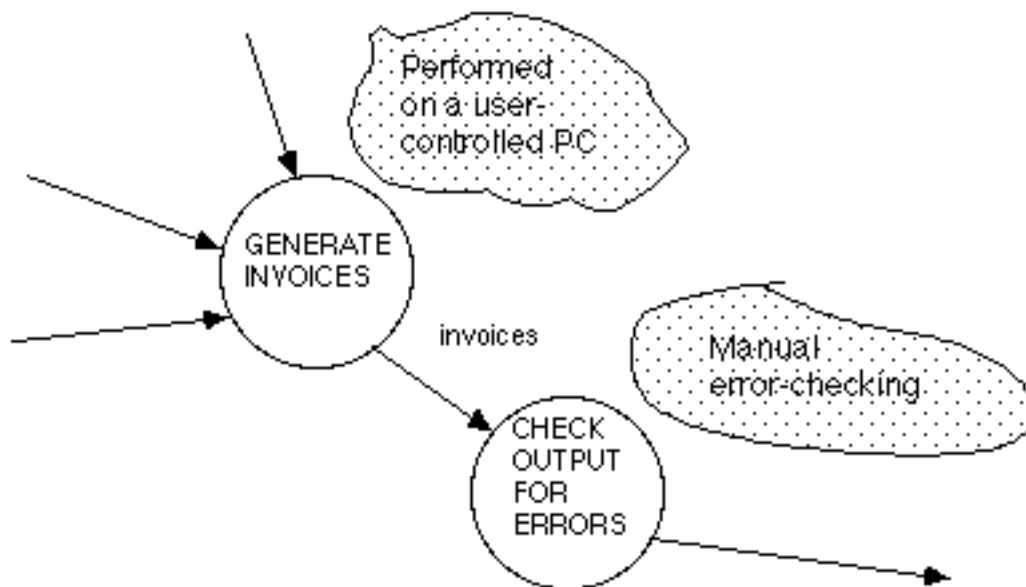 Performed
on a user-
controlled PC
GENERATE
INVOICES
invoices
Manual
error-checking
CHECK
OUTPUT
FOR
ERRORS